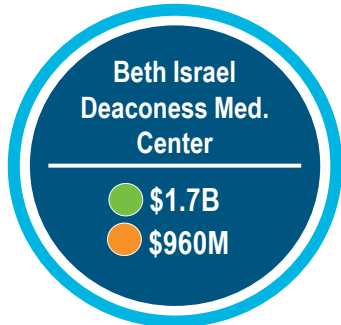 Beth Israel
Deaconess Med.
Center
$1.7B
$960M